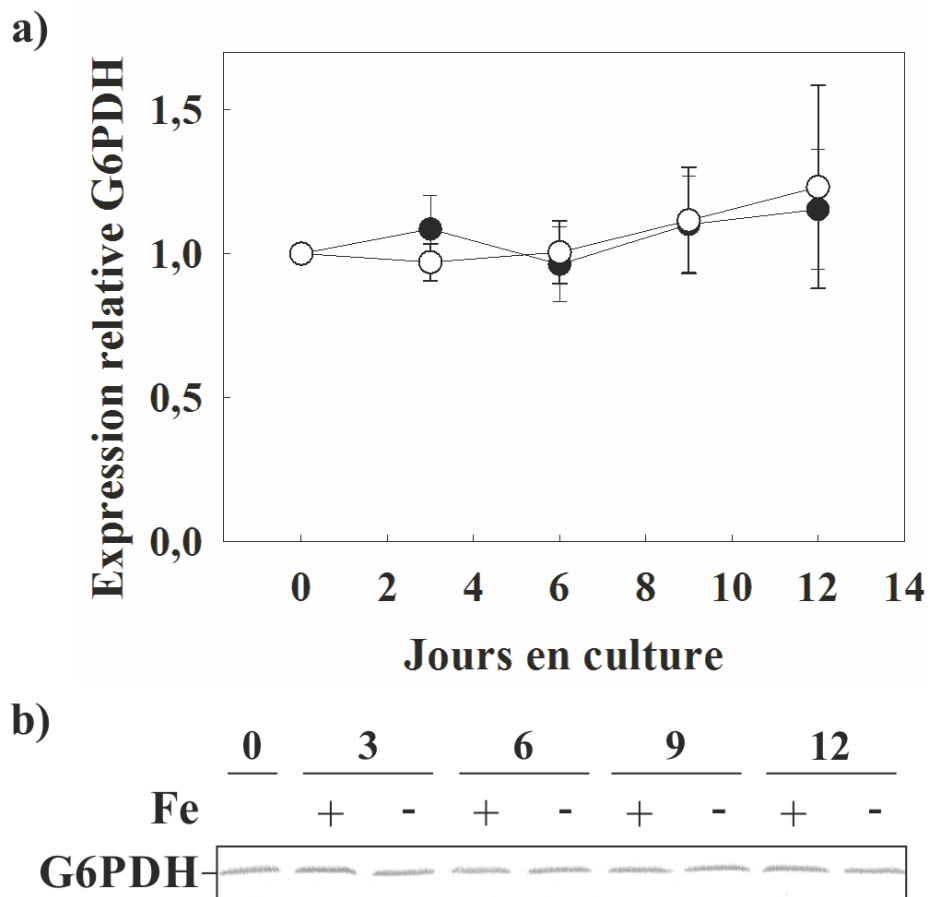 a)
Expression relative G6PDH
1,5
1,0
0,5
0,0
0 2 4 6 8 10 12 14
Jours en culture
b)
0 3 6 9 12
Fe + - + - + - + -
G6PDH